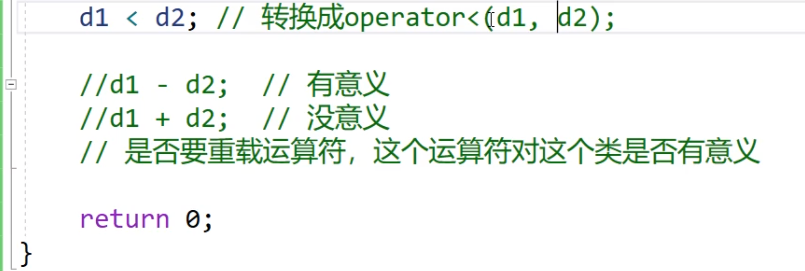 d1 < d2; // 转换成operator<(d1, d2);
//d1 - d2;  // 有意义
//d1 + d2;  // 没意义
// 是否要重载运算符，这个运算符对这个类是否有意义
return 0;
}